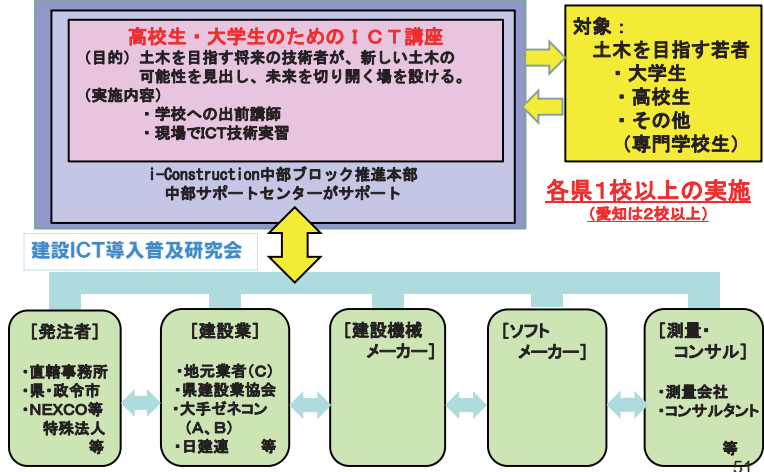 高校生・大学生のためのＩＣＴ講座
（目的）土木を目指す将来の技術者が、新しい土木の
可能性を見出し、未来を切り開く場を設ける。
（実施内容）
・学校への出前講師
・現場でICT技術実習
i-Construction中部ブロック推進本部
中部サポートセンターがサポート
対象：
土木を目指す若者
・大学生
・高校生
・その他
（専門学校生）
各県１校以上の実施
（愛知は２校以上）
建設ICT導入普及研究会
［発注者］
・直轄事務所
・県・政令市
・NEXCO等
特殊法人
等
［建設業］
・地元業者（C）
・県建設業協会
・大手ゼネコン
（A、B）
・日建連　等
［建設機械
メーカー］
［ソフト
メーカー］
［測量・
コンサル］
・測量会社
・コンサルタント
等
51